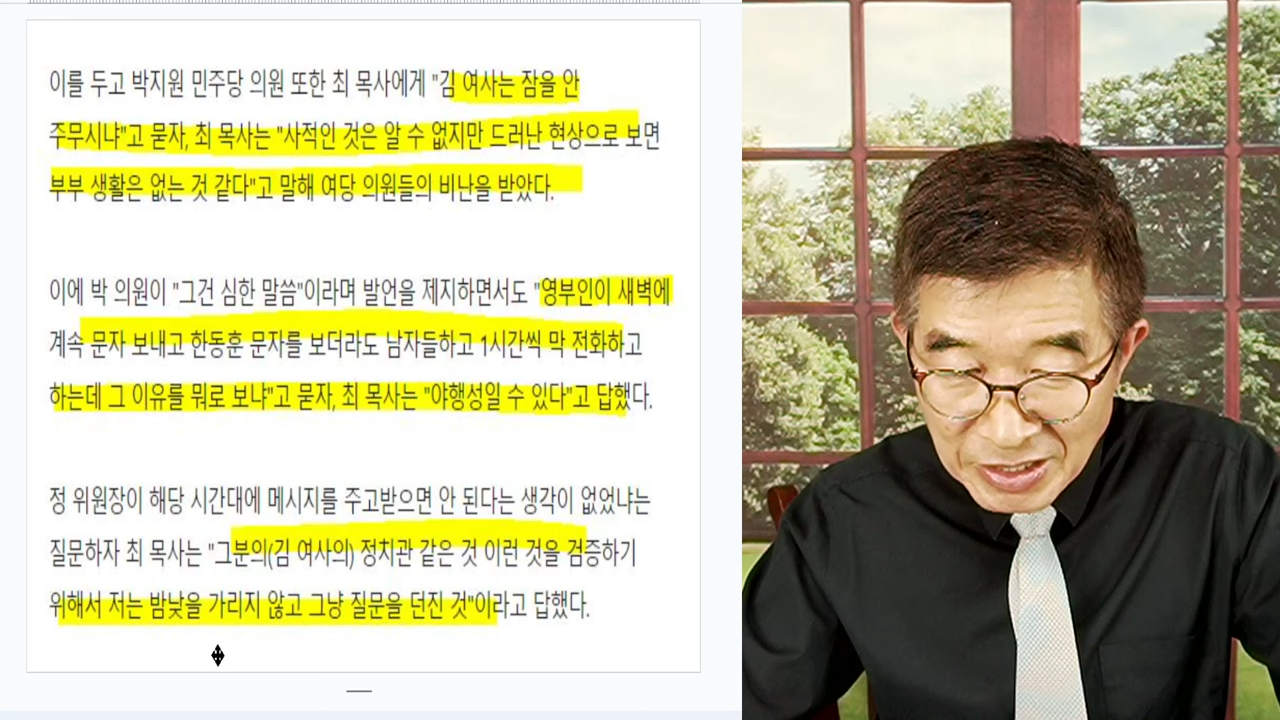 이를 두고 박지원 민주당 의원 또한 최 목사에게 "김 여사는 잠을 안
주무시냐"고 묻자, 최 목사는 "사적인 것은 알 수 없지만 드러난 현상으로 보면
부부 생활은 없는 것 같다"고 말해 여당 의원들의 비난을 받았다.
이에 박 의원이 "그건 심한 말씀"이라며 발언을 제지하면서도 "영부인이 새벽에
계속 문자 보내고 한동훈 문자를 보더라도 남자들하고 1시간씩 막 전화하고
하는데 그 이유를 뭐로 보냐"고 묻자, 최 목사는 "야행성일 수 있다"고 답했다.
정 위원장이 해당 시간대에 메시지를 주고받으면 안 된다는 생각이 없었냐는
질문하자 최 목사는 "그분의(김 여사의) 정치관 같은 것 이런 것을 검증하기
위해서 저는 밤낮을 가리지 않고 그냥 질문을 던진 것"이라고 답했다.